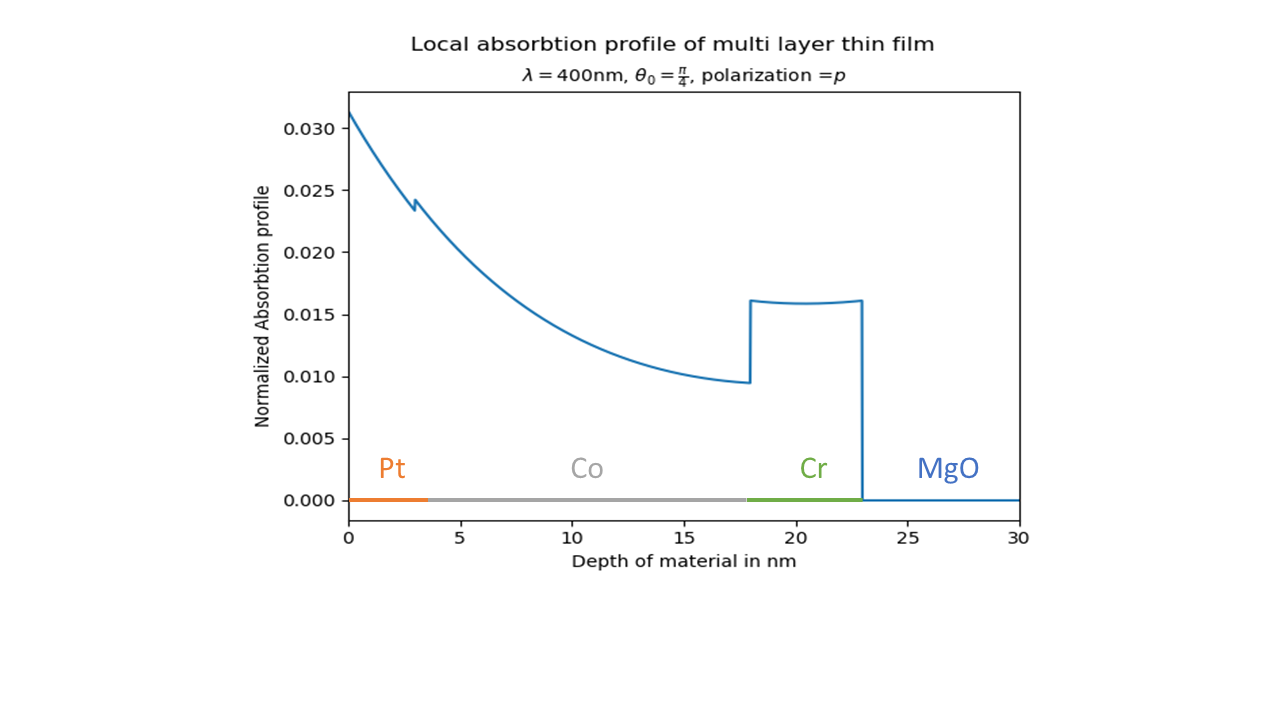 Local absorbtion profile of multi layer thin film
λ = 400nm, θ₀ = π/4, polarization =p
Normalized Absorbtion profile
0.030
0.025
0.020
0.015
0.010
0.005
0.000
Pt Co Cr MgO
0 5 10 15 20 25 30
Depth of material in nm